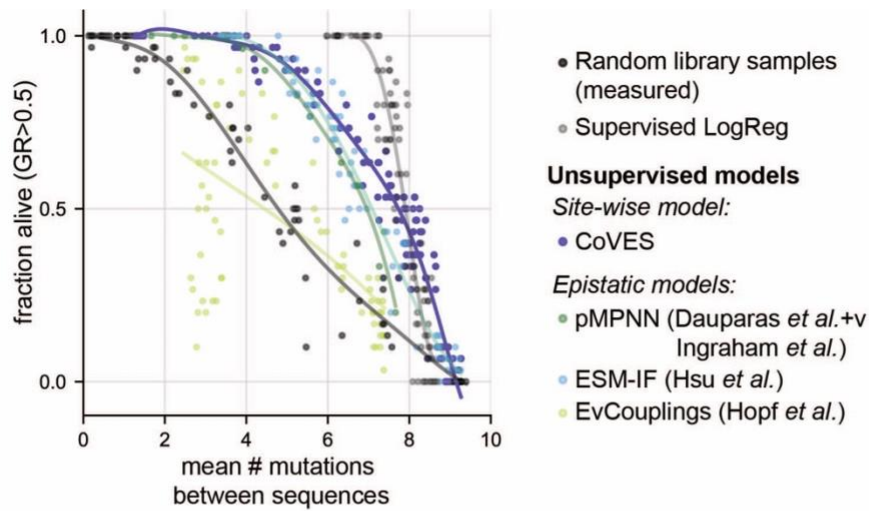 fraction alive (GR>0.5)
1.0
0.5
0.0
0 2 4 6 8 10
mean # mutations
between sequences
Random library samples
(measured)
Supervised LogReg
Unsupervised models
Site-wise model:
CoVES
Epistatic models:
pMPNN (Dauparas et al.+v
Ingraham et al.)
ESM-IF (Hsu et al.)
EvCouplings (Hopf et al.)